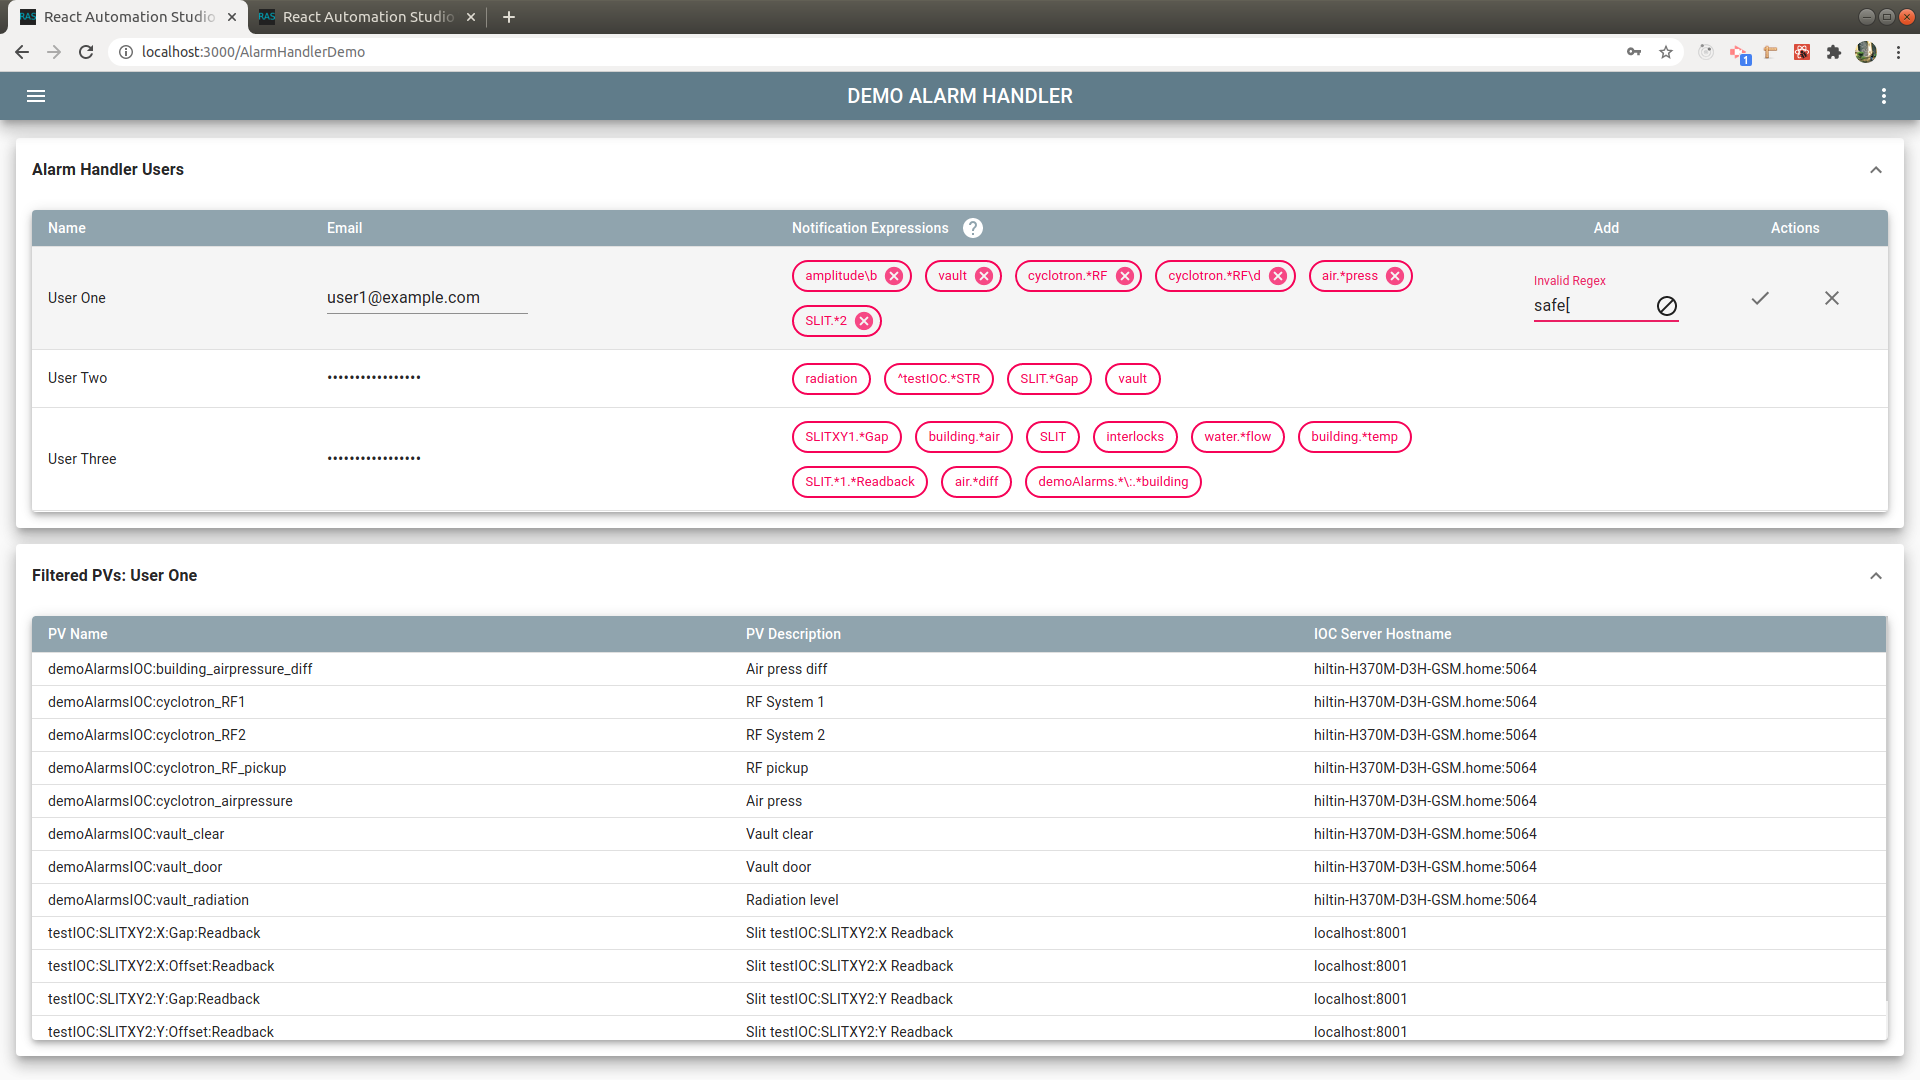 RAS React Automation Studio RAS React Automation Studio
localhost:3000/AlarmHandlerDemo 1
DEMO ALARM HANDLER
Alarm Handler Users
Name Email Notification Expressions ? Add Actions
User One user1@example.com amplitude\b vault cyclotron.*RF cyclotron.*RF\d air.*press Invalid Regex
SLIT.*2 safe[
User Two ••••••••••••••••• radiation ^testIOC.*STR SLIT.*Gap vault
User Three ••••••••••••••••• SLITXY1.*Gap building.*air SLIT interlocks water.*flow building.*temp
SLIT.*1.*Readback air.*diff demoAlarms.*\:.*building
Filtered PVs: User One
PV Name PV Description IOC Server Hostname
demoAlarmsIOC:building_airpressure_diff Air press diff hiltin-H370M-D3H-GSM.home:5064
demoAlarmsIOC:cyclotron_RF1 RF System 1 hiltin-H370M-D3H-GSM.home:5064
demoAlarmsIOC:cyclotron_RF2 RF System 2 hiltin-H370M-D3H-GSM.home:5064
demoAlarmsIOC:cyclotron_RF_pickup RF pickup hiltin-H370M-D3H-GSM.home:5064
demoAlarmsIOC:cyclotron_airpressure Air press hiltin-H370M-D3H-GSM.home:5064
demoAlarmsIOC:vault_clear Vault clear hiltin-H370M-D3H-GSM.home:5064
demoAlarmsIOC:vault_door Vault door hiltin-H370M-D3H-GSM.home:5064
demoAlarmsIOC:vault_radiation Radiation level hiltin-H370M-D3H-GSM.home:5064
testIOC:SLITXY2:X:Gap:Readback Slit testIOC:SLITXY2:X Readback localhost:8001
testIOC:SLITXY2:X:Offset:Readback Slit testIOC:SLITXY2:X Readback localhost:8001
testIOC:SLITXY2:Y:Gap:Readback Slit testIOC:SLITXY2:Y Readback localhost:8001
testIOC:SLITXY2:Y:Offset:Readback Slit testIOC:SLITXY2:Y Readback localhost:8001